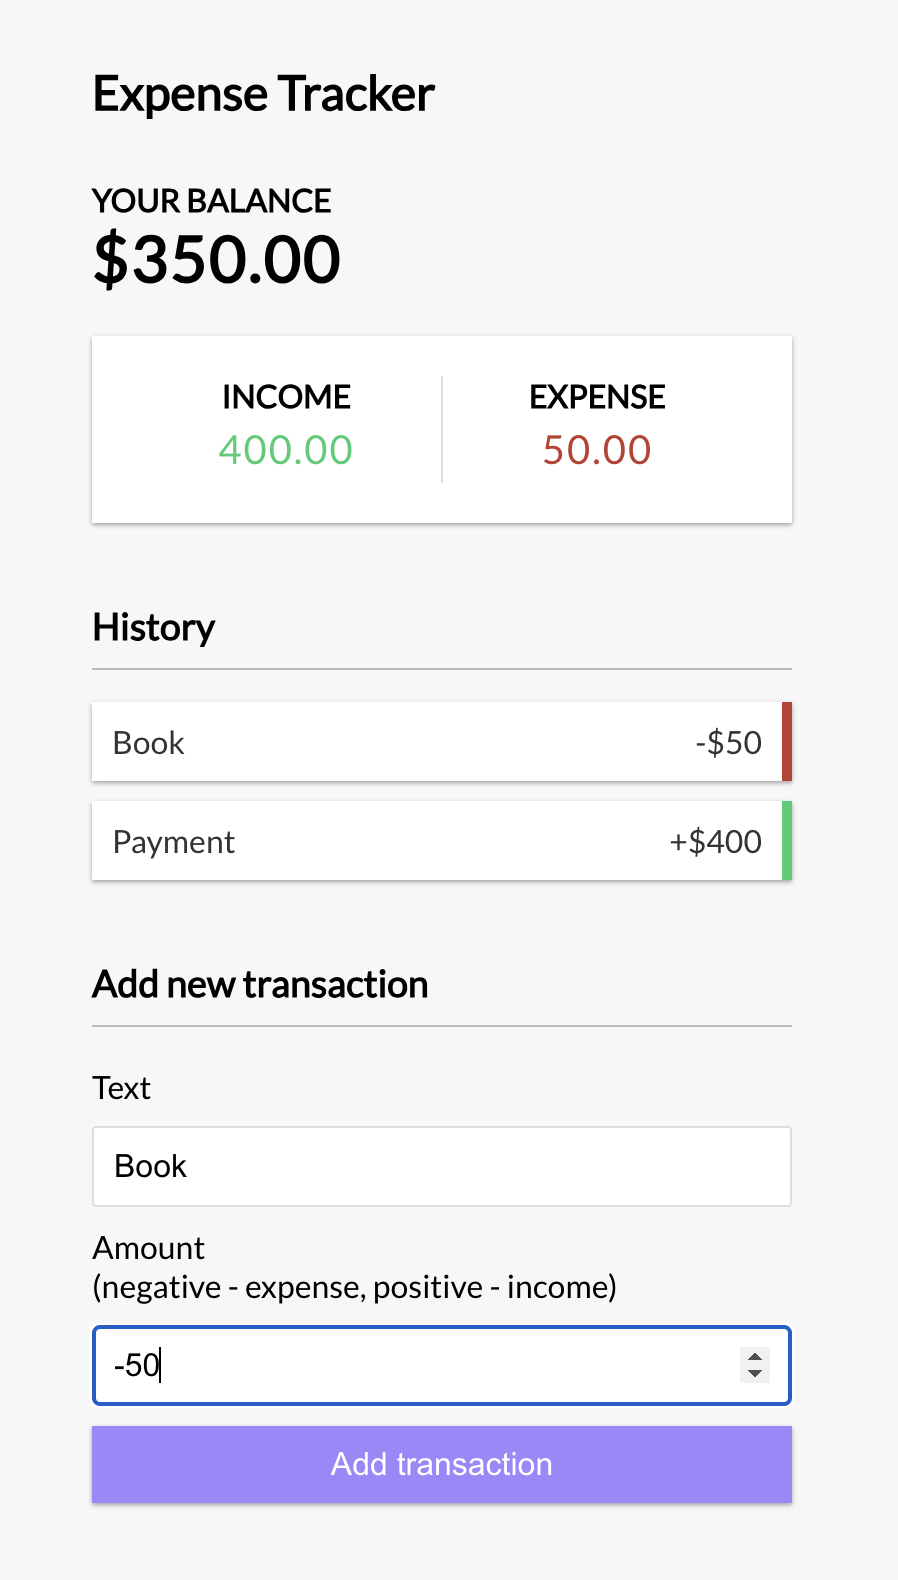 Expense Tracker
YOUR BALANCE
$350.00
INCOME
EXPENSE
400.00
50.00
History
Book
-$50
Payment
+$400
Add new transaction
Text
Book
Amount
(negative - expense, positive - income)
-50
Add transaction